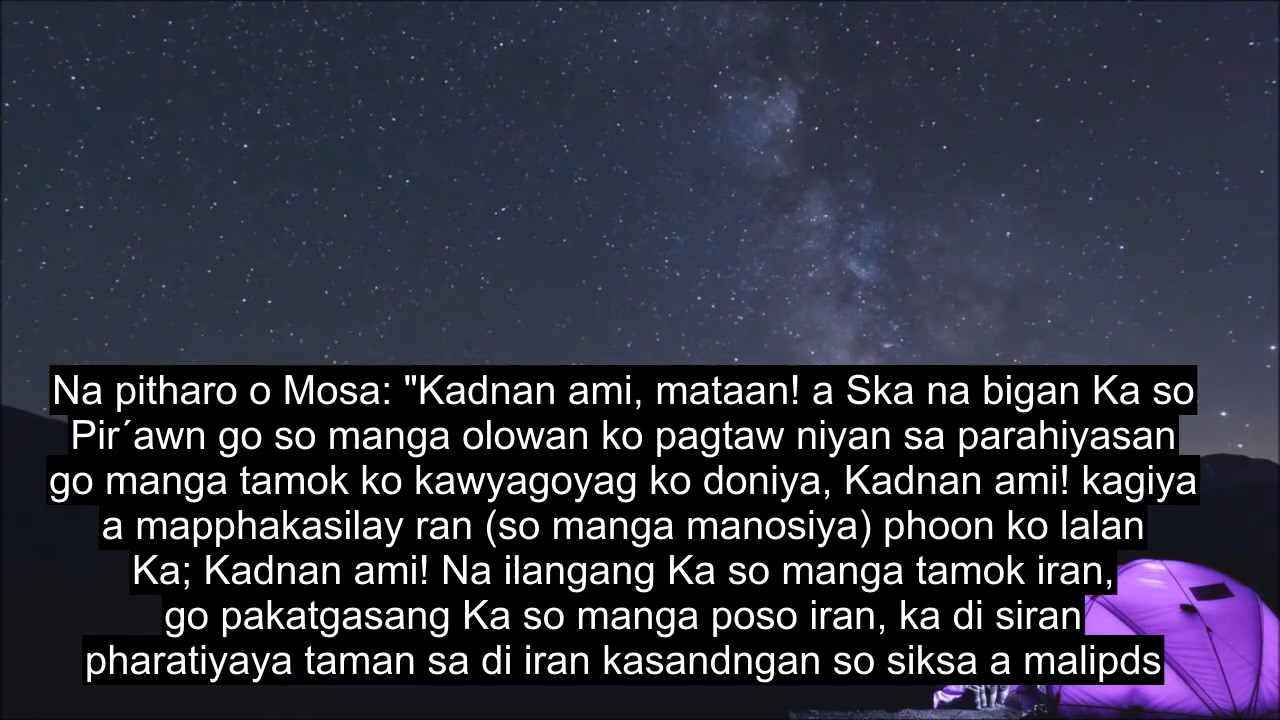 Na pitharo o Mosa: "Kadnan ami, mataan! a Ska na bigan Ka so
Pir´awn go so manga olowan ko pagtaw niyan sa parahiyasan
go manga tamok ko kawyagoyag ko doniya, Kadnan ami! kagiya
a mapphakasilay ran (so manga manosiya) phoon ko lalan
Ka; Kadnan ami! Na ilangang Ka so manga tamok iran,
go pakatgasang Ka so manga poso iran, ka di siran
pharatiyaya taman sa di iran kasandngan so siksa a malipds